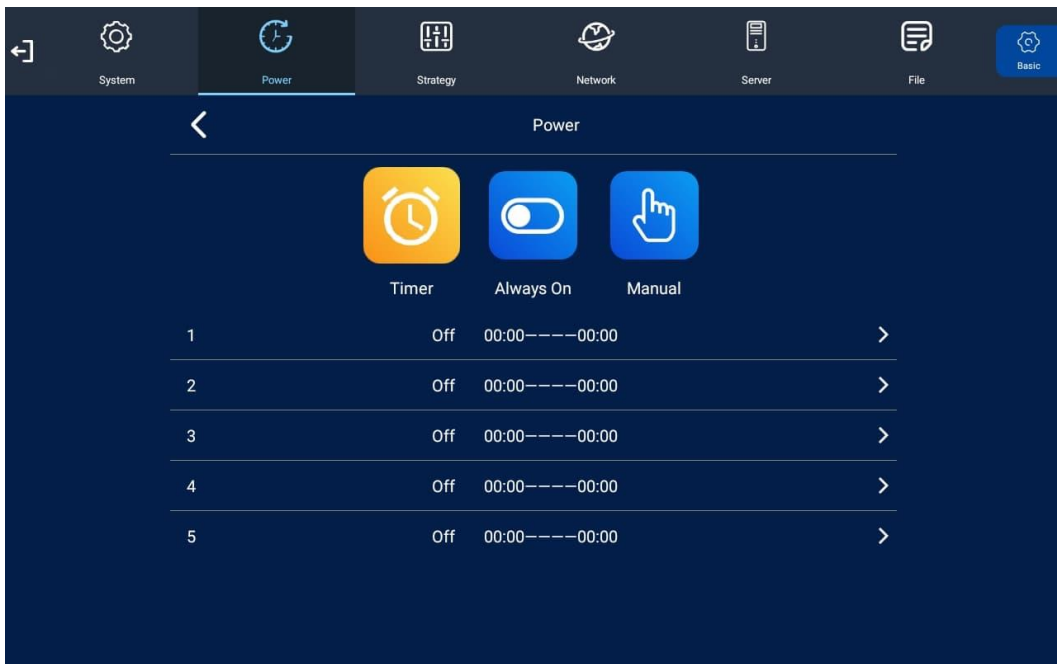 System Power Strategy Network Server File Basic
Power
Timer Always On Manual
1 Off 00:00————00:00
2 Off 00:00————00:00
3 Off 00:00————00:00
4 Off 00:00————00:00
5 Off 00:00————00:00